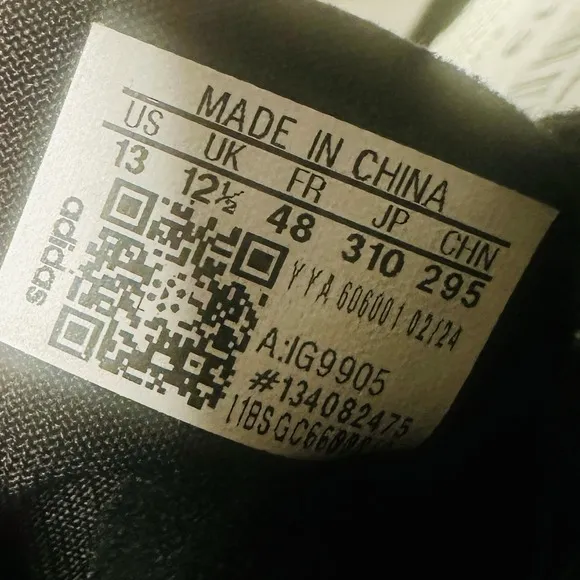 MADE IN CHINA
US UK FR JP CHN
13 12½ 48 310 295
adidas
YYA 606001 02/24
A:IG9905
#134082475